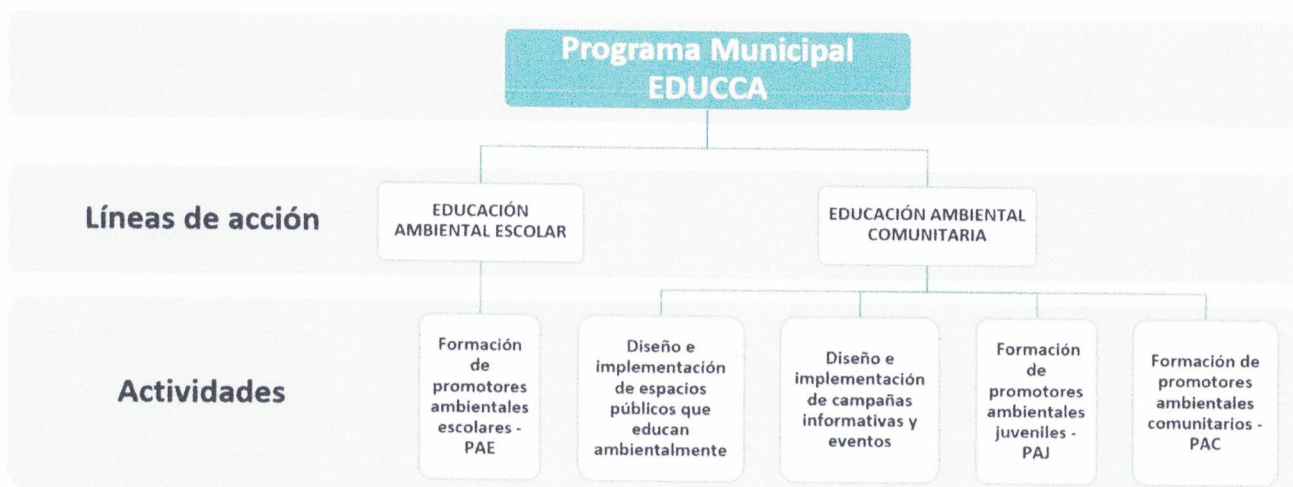 Programa Municipal
EDUCCA
Líneas de acción
EDUCACIÓN
AMBIENTAL ESCOLAR
EDUCACIÓN AMBIENTAL
COMUNITARIA
Actividades
Formación
de
promotores
ambientales
escolares -
PAE
Diseño e
implementación
de espacios
públicos que
educan
ambientalmente
Diseño e
implementación
de campañas
informativas y
eventos
Formación
de
promotores
ambientales
juveniles -
PAJ
Formación de
promotores
ambientales
comunitarios -
PAC